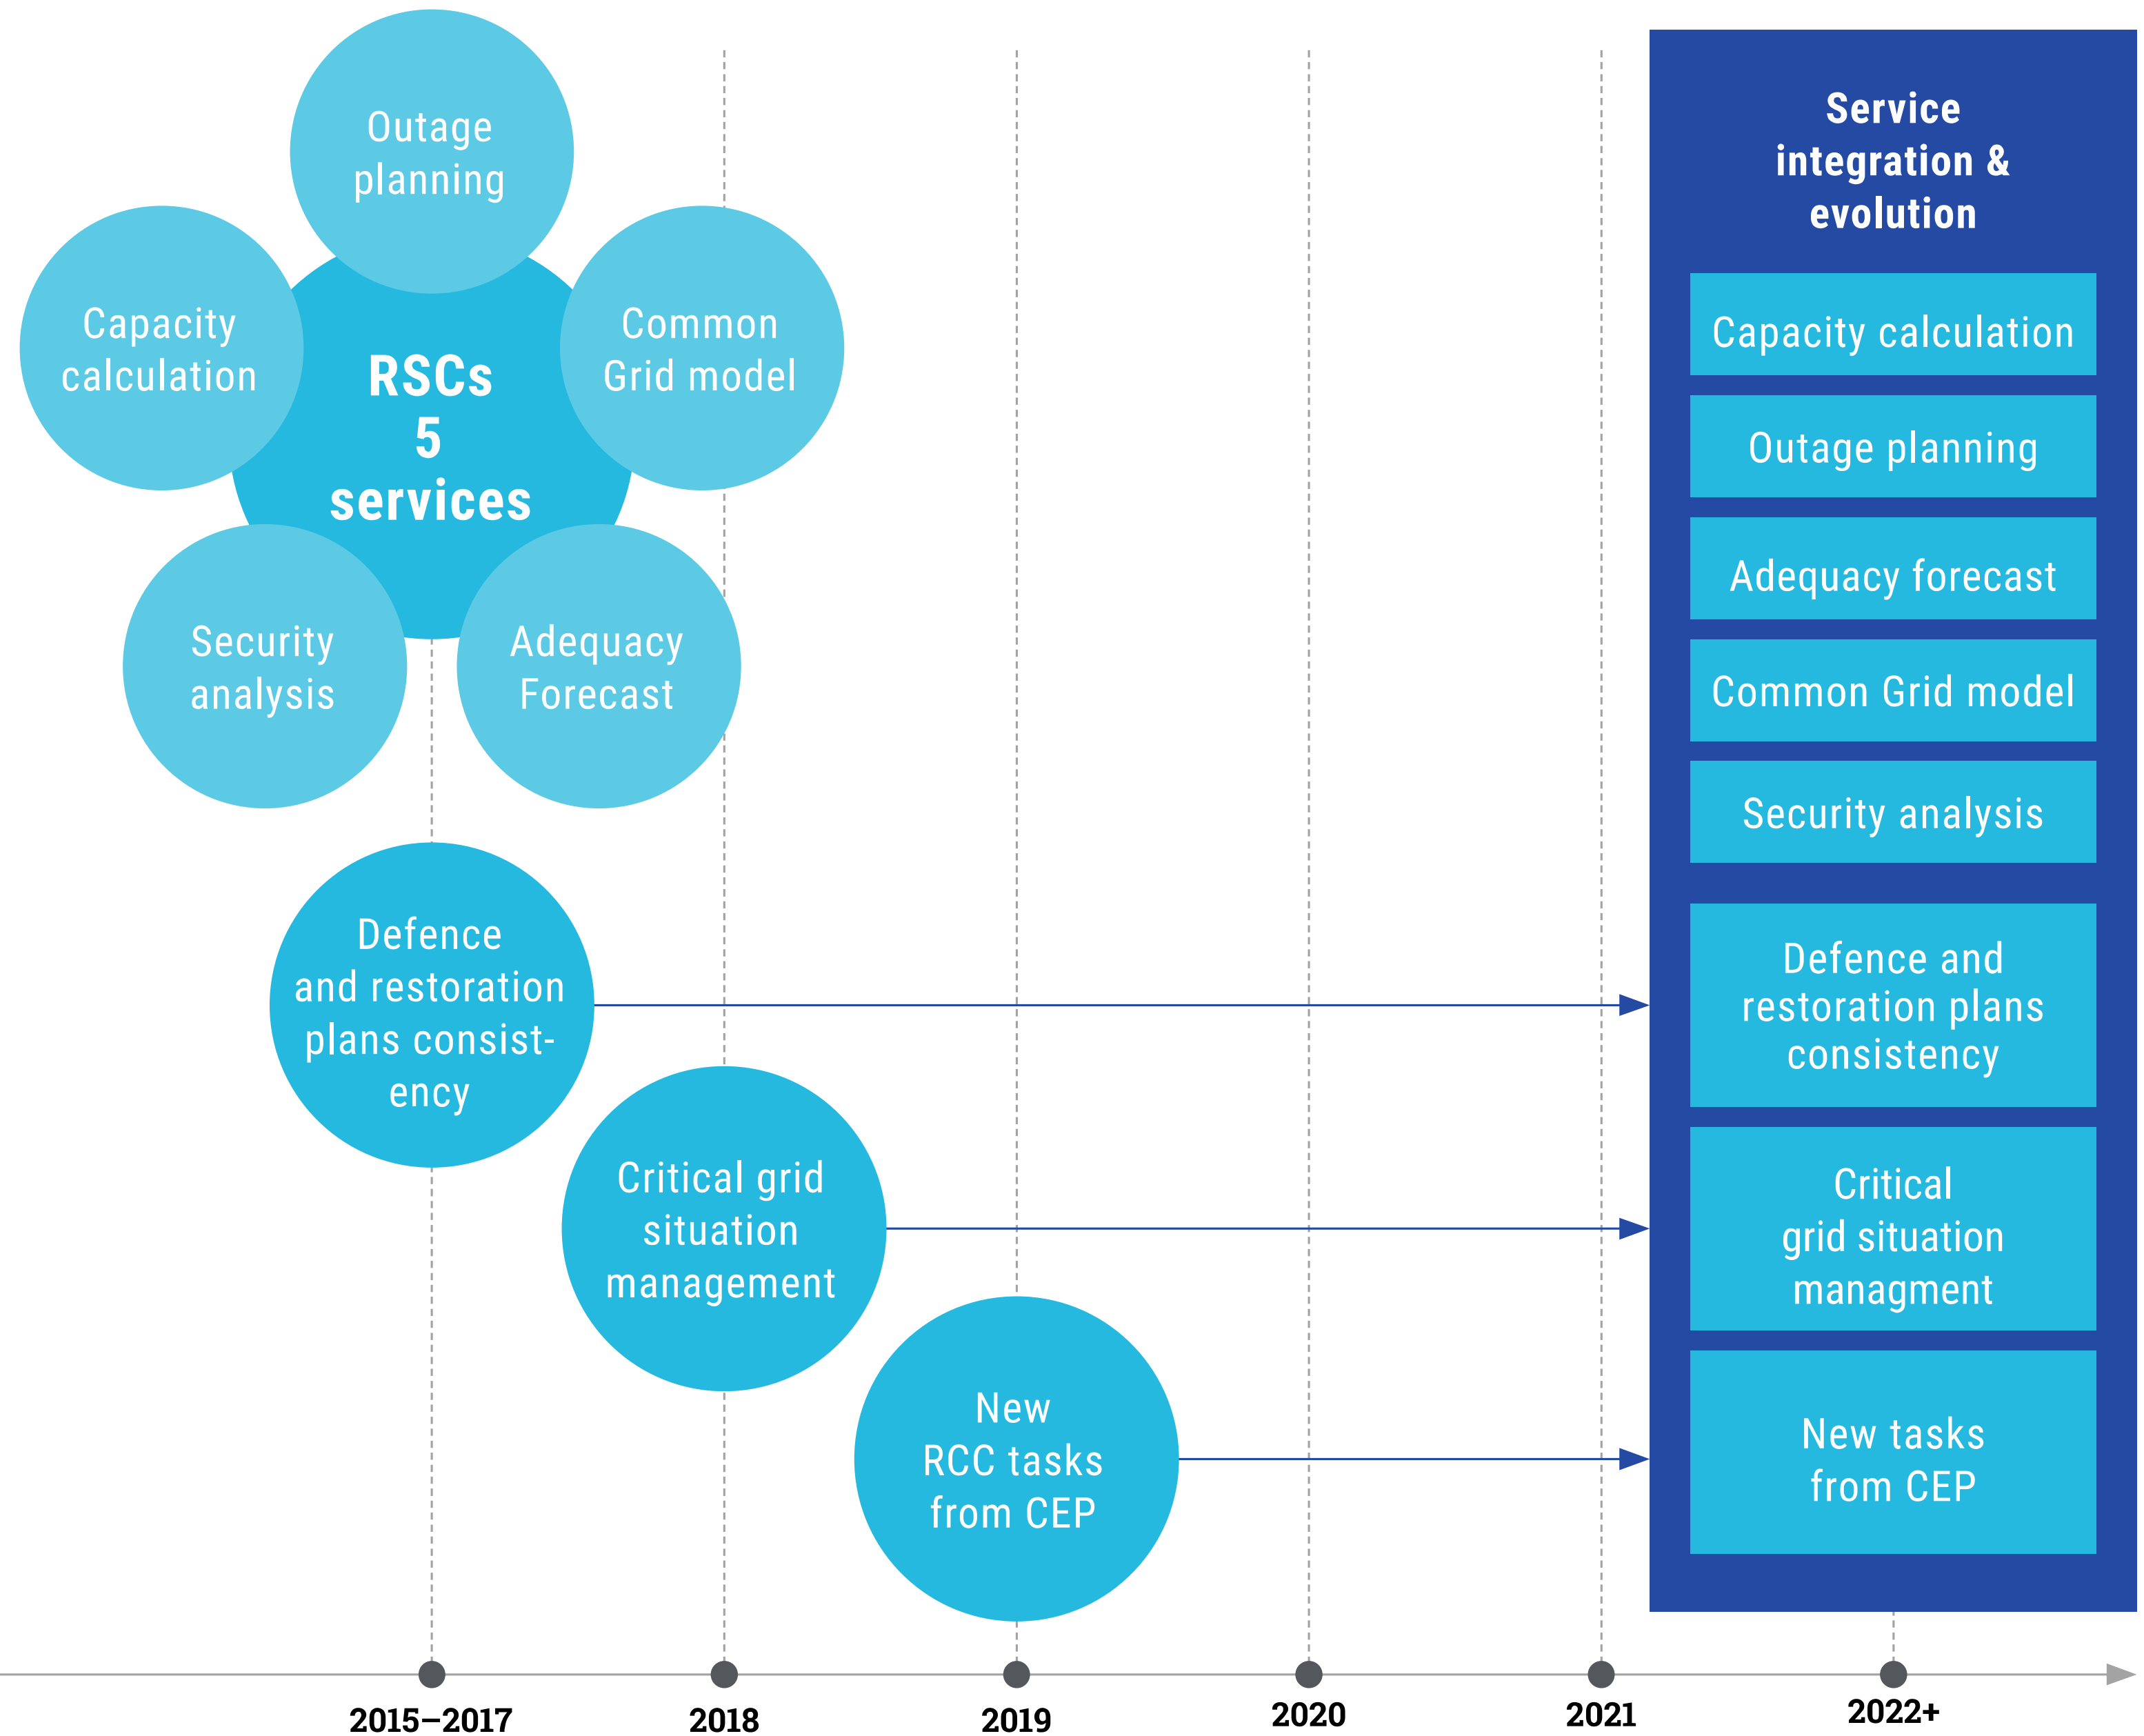 Outage
planning
Capacity
calculation
Common
Grid model
RSCs
5
services
Security
analysis
Adequacy
Forecast
Defence
and restoration
plans consist-
ency
Critical grid
situation
management
New
RCC tasks
from CEP
Service
integration &
evolution
Capacity calculation
Outage planning
Adequacy forecast
Common Grid model
Security analysis
Defence and
restoration plans
consistency
Critical
grid situation
managment
New tasks
from CEP
2015–2017
2018
2019
2020
2021
2022+